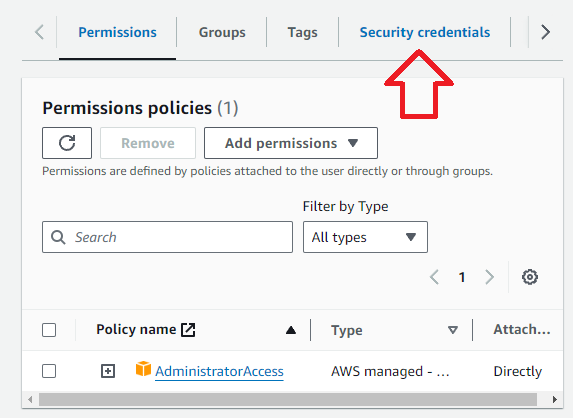 Permissions Groups Tags Security credentials
Permissions policies (1)
Remove Add permissions
Permissions are defined by policies attached to the user directly or through groups.
Filter by Type
Search All types
1
Policy name Type Attach...
AdministratorAccess AWS managed - ... Directly